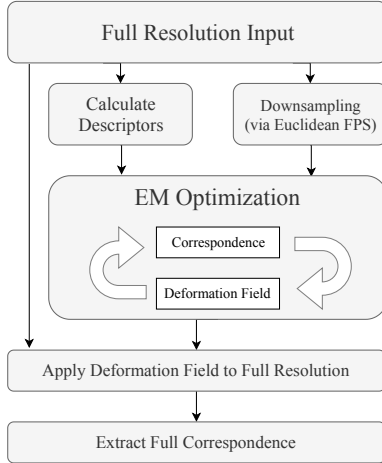 Full Resolution Input
Calculate
Descriptors
Downsampling
(via Euclidean FPS)
EM Optimization
Correspondence
Deformation Field
Apply Deformation Field to Full Resolution
Extract Full Correspondence